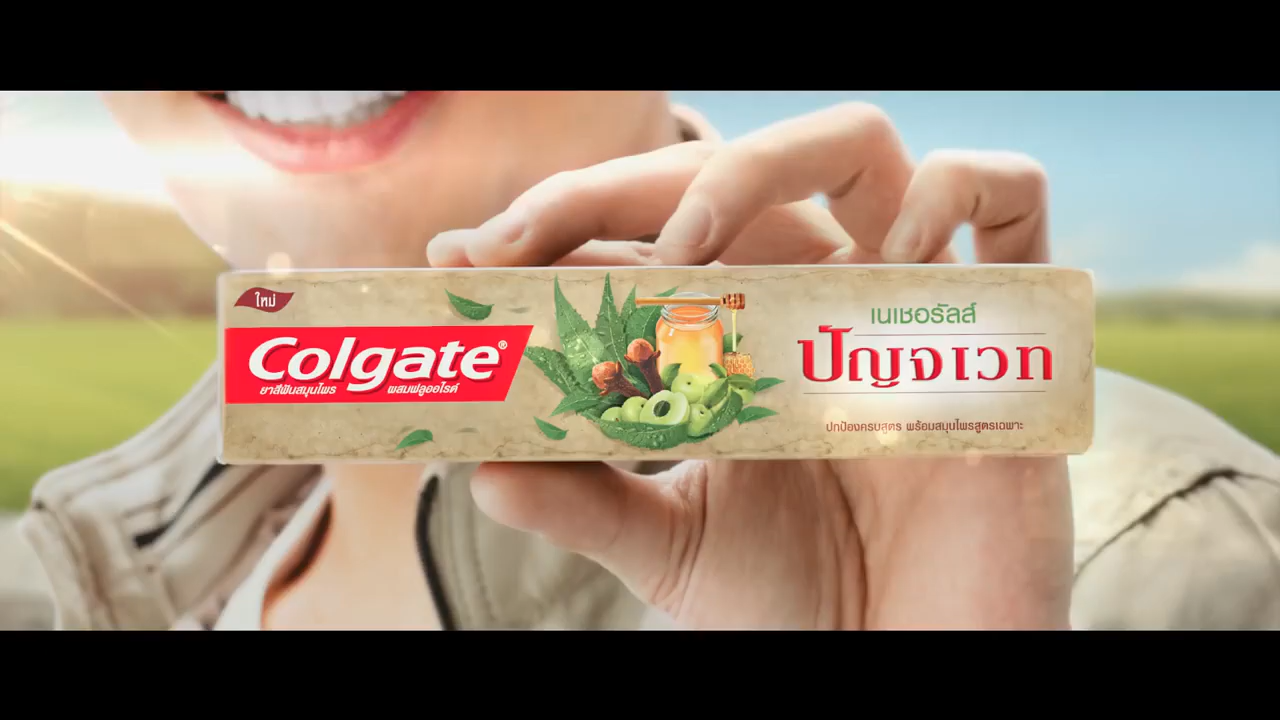 ใหม่
Colgate®
ยาสีฟันสมุนไพร ผสมฟลูออไรด์
เนเชอรัลส์
ปัญจเวท
ปกป้องครบสูตร พร้อมสมุนไพรสูตรเฉพาะ